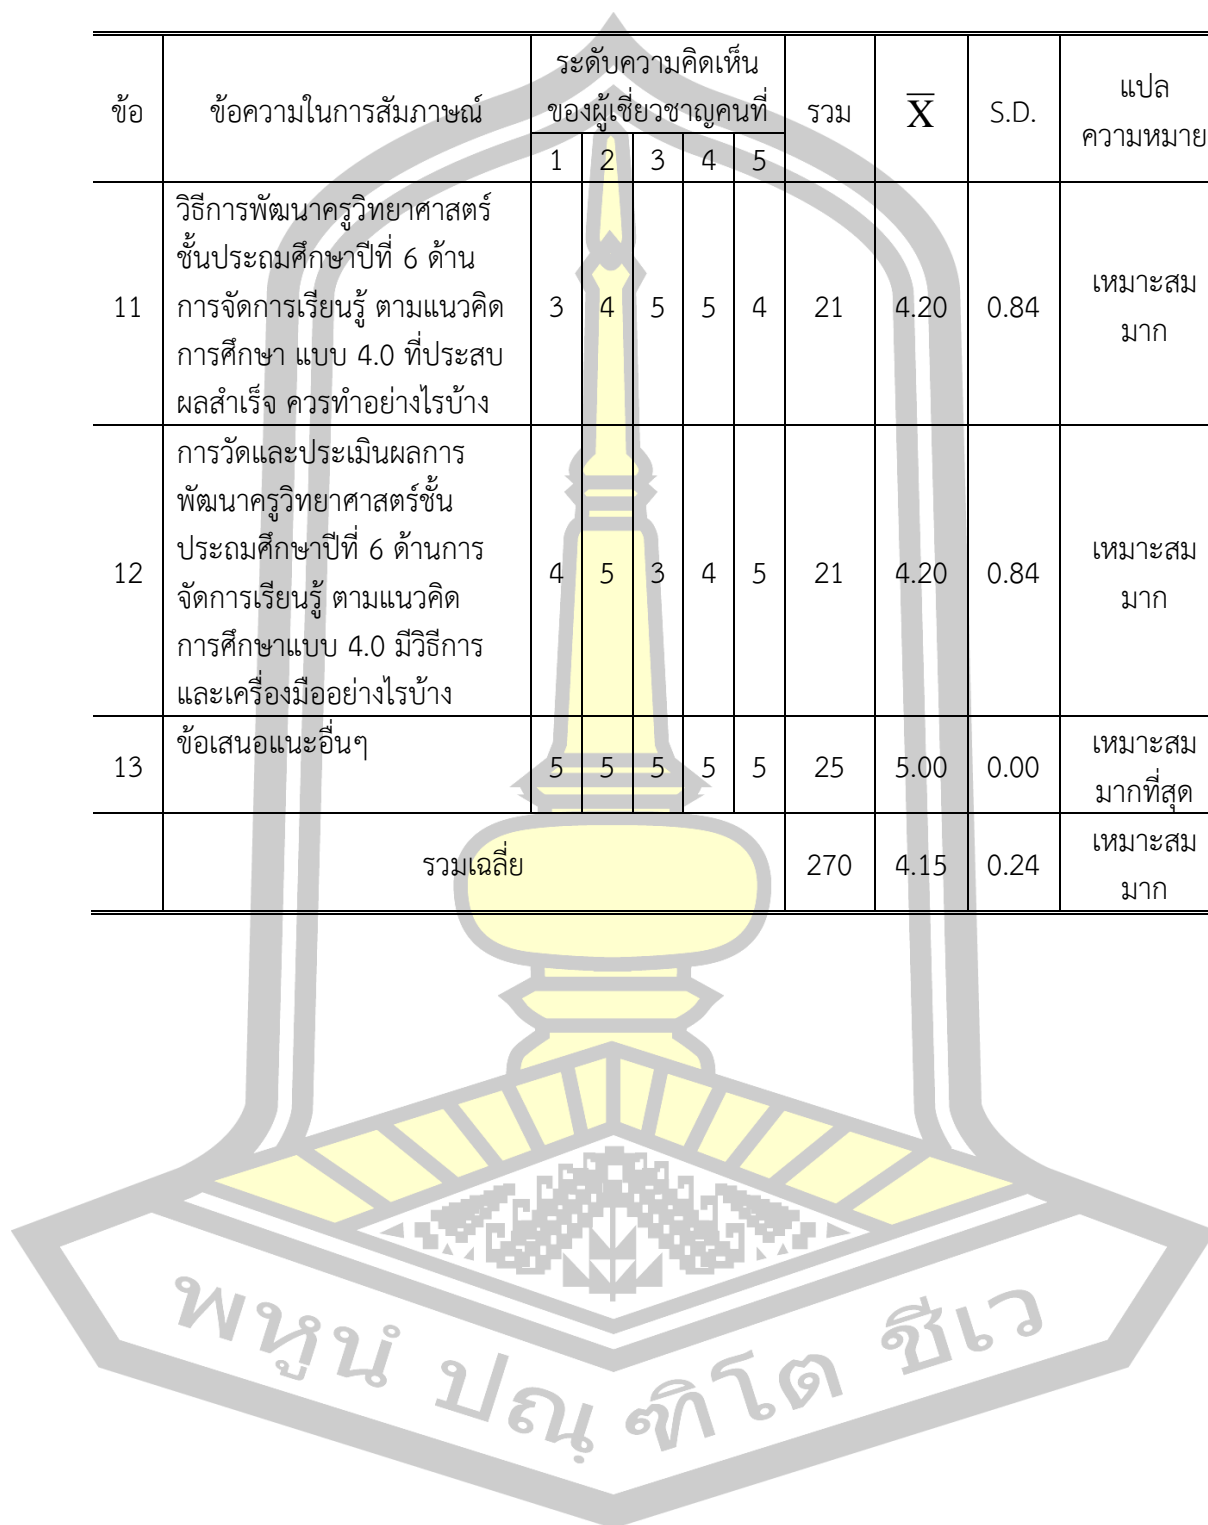 ข้อ ข้อความในการสัมภาษณ์ ระดับความคิดเห็น รวม X̄ S.D. แปล
ของผู้เชี่ยวชาญคนที่ ความหมาย
1 2 3 4 5
วิธีการพัฒนาครูวิทยาศาสตร์
ชั้นประถมศึกษาปีที่ 6 ด้าน
11 การจัดการเรียนรู้ ตามแนวคิด 3 4 5 5 4 21 4.20 0.84 เหมาะสม
การศึกษา แบบ 4.0 ที่ประสบ มาก
ผลสำเร็จ ควรทำอย่างไรบ้าง
การวัดและประเมินผลการ
พัฒนาครูวิทยาศาสตร์ชั้น
ประถมศึกษาปีที่ 6 ด้านการ
12 จัดการเรียนรู้ ตามแนวคิด 4 5 3 4 5 21 4.20 0.84 เหมาะสม
การศึกษาแบบ 4.0 มีวิธีการ มาก
และเครื่องมืออย่างไรบ้าง
13 ข้อเสนอแนะอื่นๆ 5 5 5 5 5 25 5.00 0.00 เหมาะสม
มากที่สุด
รวมเฉลี่ย 270 4.15 0.24 เหมาะสม
มาก
พหูนํ ปณฺฑิโต ชีเว